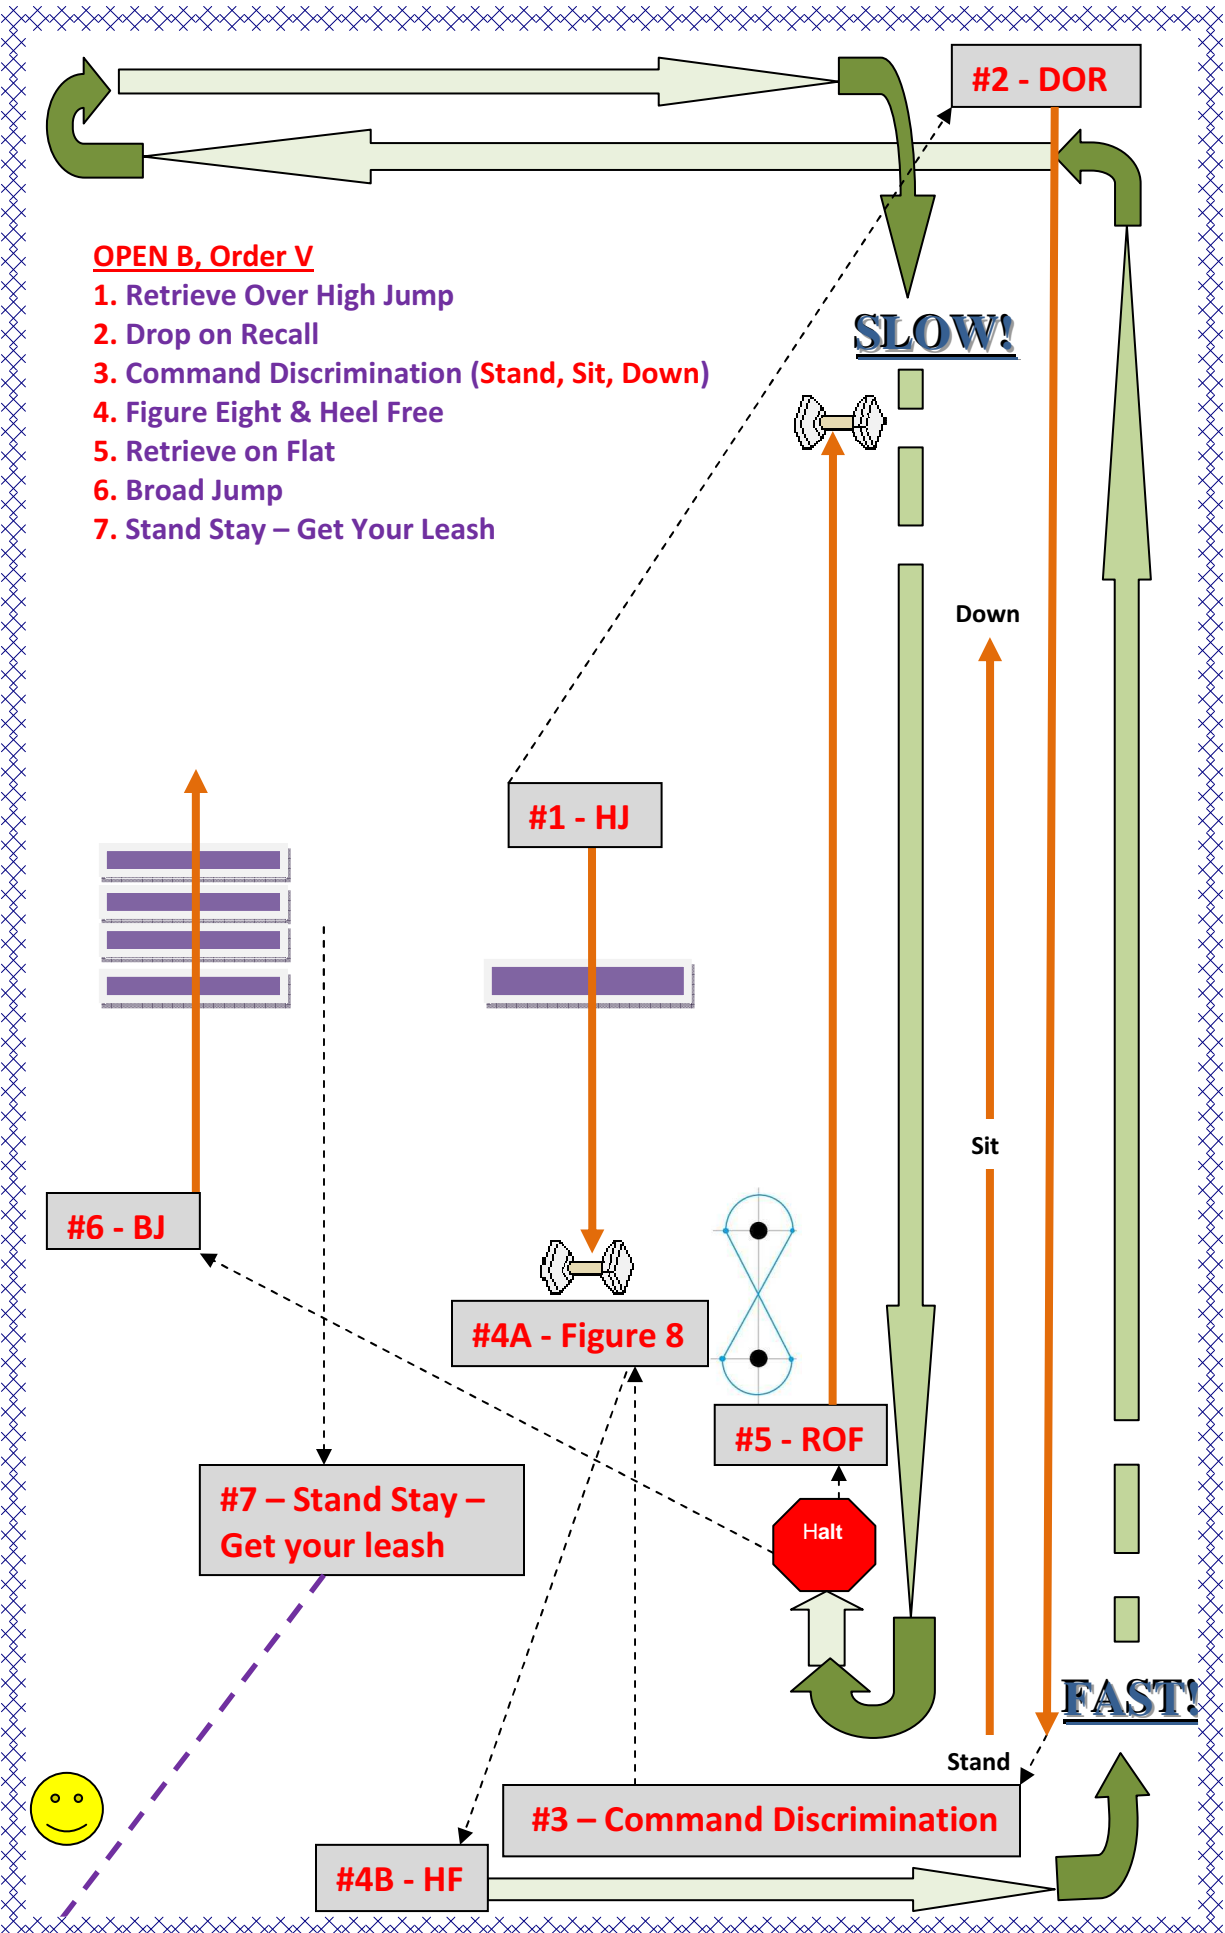 #2 - DOR
OPEN B, Order V
1. Retrieve Over High Jump
2. Drop on Recall
3. Command Discrimination (Stand, Sit, Down)
4. Figure Eight & Heel Free
5. Retrieve on Flat
6. Broad Jump
7. Stand Stay – Get Your Leash
SLOW!
Down
#1 - HJ
Sit
#6 - BJ
#4A - Figure 8
#5 - ROF
#7 – Stand Stay –
Get your leash
Halt
FAST!
Stand
#3 – Command Discrimination
#4B - HF